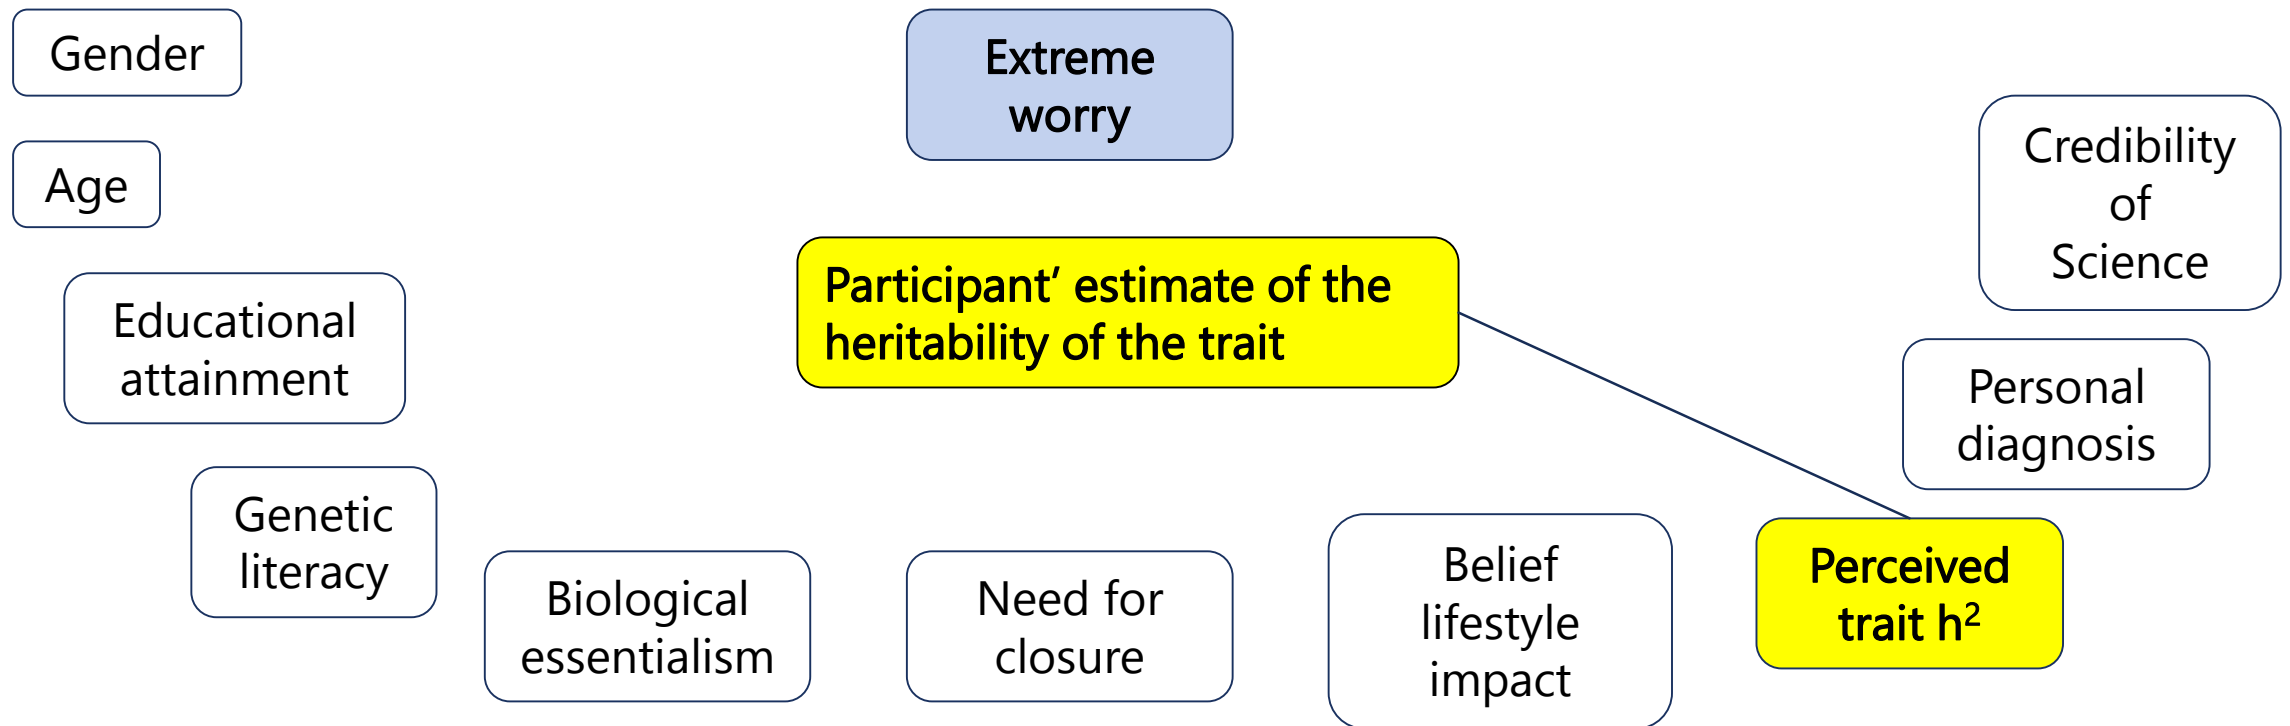 Gender
Extreme
worry
Age
Credibility
of
Science
Participant’ estimate of the
heritability of the trait
Educational
attainment
Personal
diagnosis
Genetic
literacy
Biological
essentialism
Need for
closure
Belief
lifestyle
impact
Perceived
trait h²